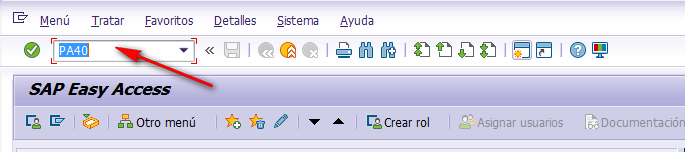 Menú Tratar Favoritos Detalles Sistema Ayuda
PA40
SAP Easy Access
Otro menú Crear rol Asignar usuarios Documentación